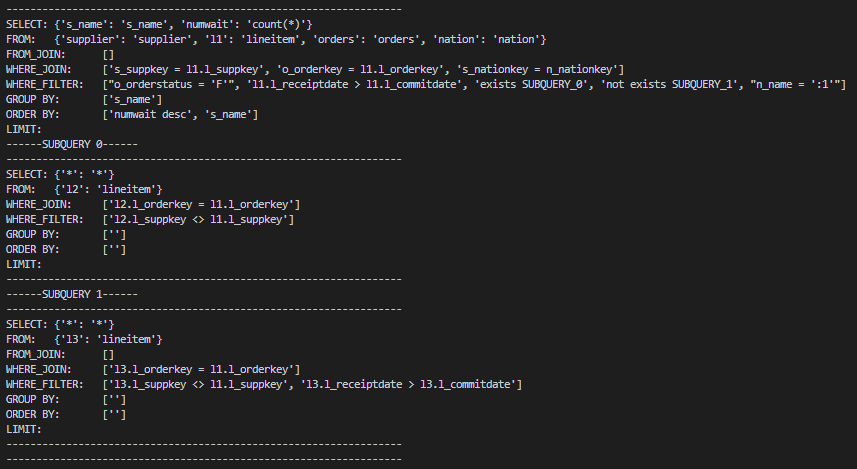 ------------------------------------------------------------------
SELECT: {'s_name': 's_name', 'numwait': 'count(*)'}
FROM:   {'supplier': 'supplier', 'l1': 'lineitem', 'orders': 'orders', 'nation': 'nation'}
FROM_JOIN:      []
WHERE_JOIN:     ['s_suppkey = l1.l_suppkey', 'o_orderkey = l1.l_orderkey', 's_nationkey = n_nationkey']
WHERE_FILTER:   ["o_orderstatus = 'F'", 'l1.l_receiptdate > l1.l_commitdate', 'exists SUBQUERY_0', 'not exists SUBQUERY_1', "n_name = ':1'"]
GROUP BY:       ['s_name']
ORDER BY:       ['numwait desc', 's_name']
LIMIT:
------SUBQUERY 0------
------------------------------------------------------------------
SELECT: {'*': '*'}
FROM:   {'l2': 'lineitem'}
WHERE_JOIN:     ['l2.l_orderkey = l1.l_orderkey']
WHERE_FILTER:   ['l2.l_suppkey <> l1.l_suppkey']
GROUP BY:       ['']
ORDER BY:       ['']
LIMIT:
------------------------------------------------------------------
------SUBQUERY 1------
------------------------------------------------------------------
SELECT: {'*': '*'}
FROM:   {'l3': 'lineitem'}
FROM_JOIN:      []
WHERE_JOIN:     ['l3.l_orderkey = l1.l_orderkey']
WHERE_FILTER:   ['l3.l_suppkey <> l1.l_suppkey', 'l3.l_receiptdate > l3.l_commitdate']
GROUP BY:       ['']
ORDER BY:       ['']
LIMIT:
------------------------------------------------------------------
------------------------------------------------------------------